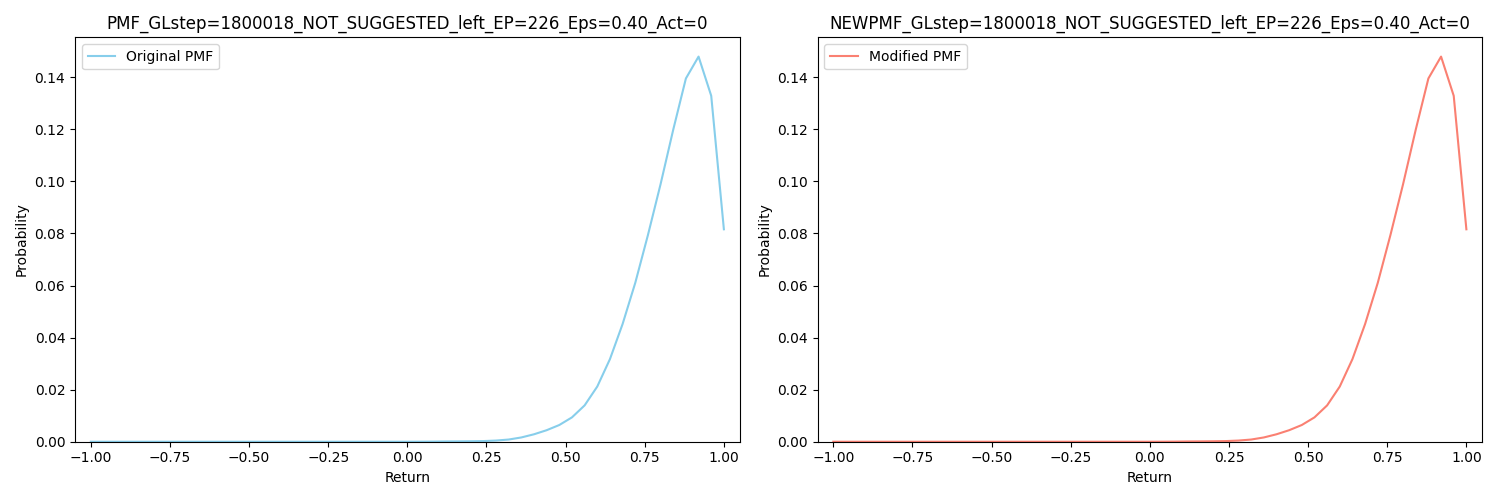 PMF_GLstep=1800018_NOT_SUGGESTED_left_EP=226_Eps=0.40_Act=0
Original PMF
0.14
0.12
0.10
0.08
0.06
0.04
0.02
0.00
Probability
−1.00 −0.75 −0.50 −0.25 0.00 0.25 0.50 0.75 1.00
Return
NEWPMF_GLstep=1800018_NOT_SUGGESTED_left_EP=226_Eps=0.40_Act=0
Modified PMF
0.14
0.12
0.10
0.08
0.06
0.04
0.02
0.00
Probability
−1.00 −0.75 −0.50 −0.25 0.00 0.25 0.50 0.75 1.00
Return